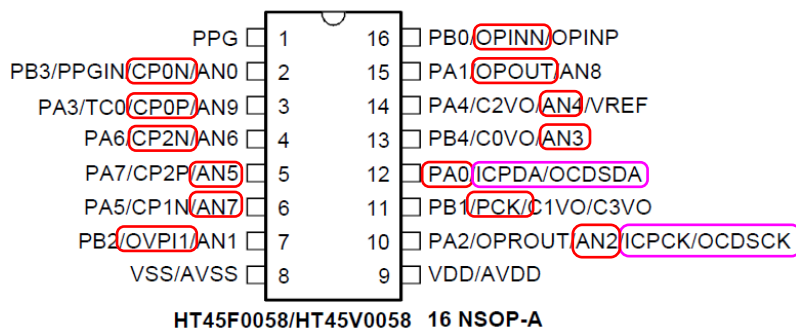 PPG 1 16 PB0/OPINN/OPINP
PB3/PPGIN/CP0N/AN0 2 15 PA1/OPOUT/AN8
PA3/TC0/CP0P/AN9 3 14 PA4/C2VO/AN4/VREF
PA6/CP2N/AN6 4 13 PB4/C0VO/AN3
PA7/CP2P/AN5 5 12 PA0/ICPDA/OCDSDA
PA5/CP1N/AN7 6 11 PB1/PCK/C1VO/C3VO
PB2/OVPI1/AN1 7 10 PA2/OPROUT/AN2/ICPCK/OCDSCK
VSS/AVSS 8 9 VDD/AVDD
HT45F0058/HT45V0058 16 NSOP-A